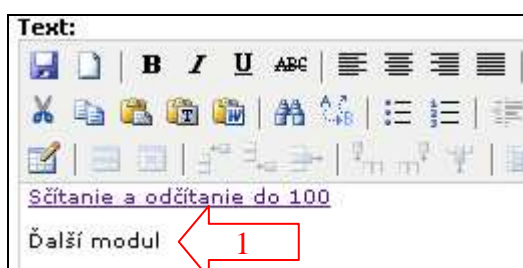 Text:
B I U ABC
Sčítanie a odčítanie do 100
Ďalší modul
1